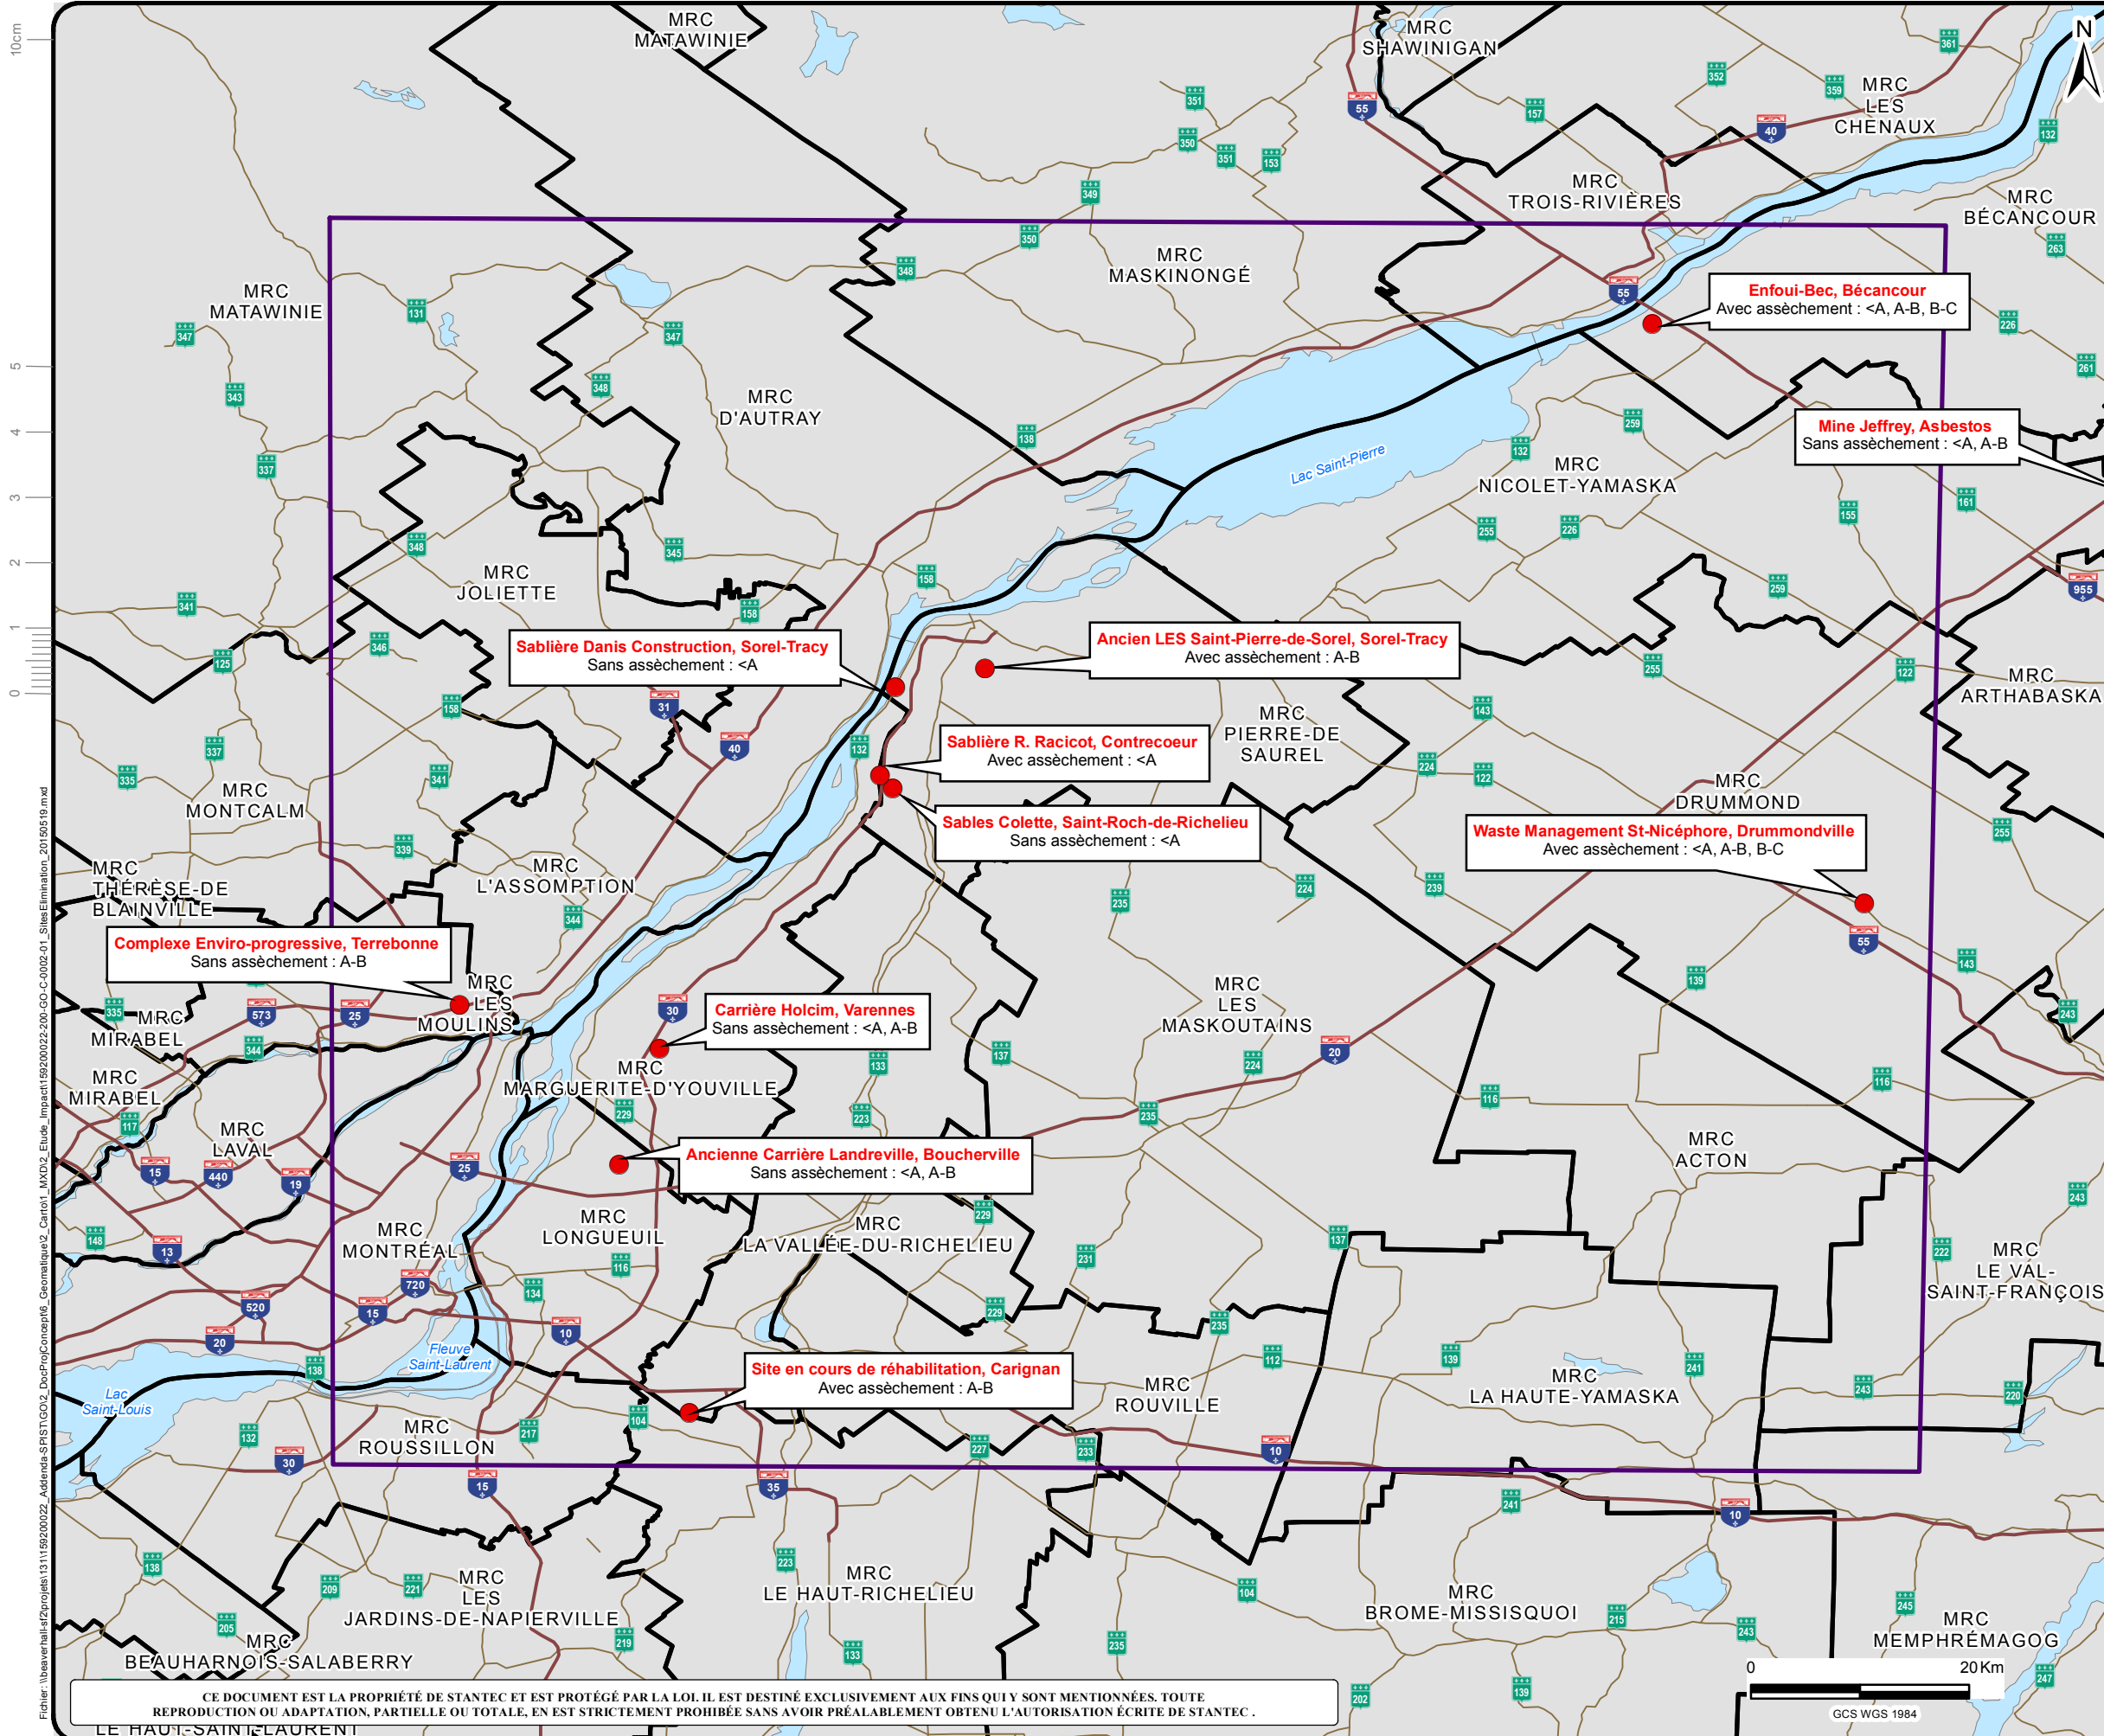 10cm
5
4
3
2
1
0
N
MRC
MATAWINIE
MRC
SHAWINIGAN
MRC
LES
CHENAUX
MRC
TROIS-RIVIÈRES
MRC
BÉCANCOUR
MRC
MASKINONGÉ
MRC
MATAWINIE
Enfoui-Bec, Bécancour
Avec assèchement : <A, A-B, B-C
MRC
D'AUTRAY
Mine Jeffrey, Asbestos
Sans assèchement : <A, A-B
Lac Saint-Pierre
MRC
NICOLET-YAMASKA
MRC
JOLIETTE
Sablière Danis Construction, Sorel-Tracy
Sans assèchement : <A
Ancien LES Saint-Pierre-de-Sorel, Sorel-Tracy
Avec assèchement : A-B
MRC
ARTHABASKA
MRC
PIERRE-DE
SAUREL
Sablière R. Racicot, Contrecoeur
Avec assèchement : <A
MRC
MONTCALM
MRC
DRUMMOND
Sables Colette, Saint-Roch-de-Richelieu
Sans assèchement : <A
Waste Management St-Nicéphore, Drummondville
Avec assèchement : <A, A-B, B-C
MRC
THÉRÈSE-DE
BLAINVILLE
MRC
L'ASSOMPTION
Complexe Enviro-progressive, Terrebonne
Sans assèchement : A-B
MRC
LES
MOULINS
MRC
LES
MASKOUTAINS
Carrière Holcim, Varennes
Sans assèchement : <A, A-B
MRC
MIRABEL
MRC
MIRABEL
MRC
MARGUERITE-D'YOUVILLE
MRC
LAVAL
Ancienne Carrière Landreville, Boucherville
Sans assèchement : <A, A-B
MRC
ACTON
MRC
MONTRÉAL
MRC
LONGUEUIL
MRC
LA VALLÉE-DU-RICHELIEU
MRC
LE VAL-
SAINT-FRANÇOIS
Fleuve
Saint-Laurent
Lac
Saint-Louis
Site en cours de réhabilitation, Carignan
Avec assèchement : A-B
MRC
ROUVILLE
MRC
LA HAUTE-YAMASKA
MRC
ROUSSILLON
MRC
LES
JARDINS-DE-NAPIERVILLE
MRC
LE HAUT-RICHELIEU
MRC
BROME-MISSISQUOI
MRC
MEMPHRÉMAGOG
MRC
BEAUHARNOIS-SALABERRY
LE HAUT-SAINT-LAURENT
0 20 Km
GCS WGS 1984
CE DOCUMENT EST LA PROPRIÉTÉ DE STANTEC ET EST PROTÉGÉ PAR LA LOI. IL EST DESTINÉ EXCLUSIVEMENT AUX FINS QUI Y SONT MENTIONNÉES. TOUTE
REPRODUCTION OU ADAPTATION, PARTIELLE OU TOTALE, EN EST STRICTEMENT PROHIBÉE SANS AVOIR PRÉALABLEMENT OBTENU L'AUTORISATION ÉCRITE DE STANTEC .